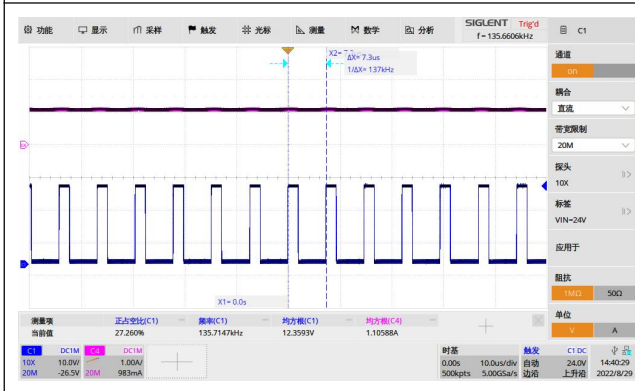 功能 显示 采样 触发 光标 测量 数学 分析 SIGLENT Trig'd
f = 135.6606kHz
C1
X2=
ΔX= 7.3us
1/ΔX= 137kHz
X1= 0.0s
通道
on
耦合
直流
带宽限制
20M
探头
10X
标签
VIN=24V
应用于
阻抗
1MΩ 50Ω
单位
V A
测量项 正占空比(C1) 频率(C1) 均方根(C1) 均方根(C4)
当前值 27.260% 135.7147kHz 12.3593V 1.10588A
C1 DC1M C4 DC1M
10X 10.0V/ 1.00A/
20M -26.5V 20M 983mA
时基 触发 C1 DC
0.00s 10.0us/div 自动 24.0V
500kpts 5.00GSa/s 边沿 上升沿
14:40:29
2022/8/29